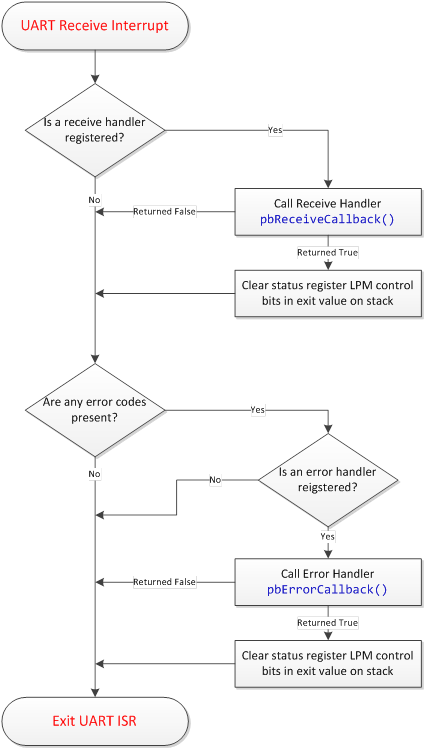 UART Receive Interrupt
Is a receive handler
registered?
Yes
No
Call Receive Handler
pbReceiveCallback()
Returned False
Returned True
Clear status register LPM control
bits in exit value on stack
Are any error codes
present?
Yes
No
Is an error handler
reigstered?
No
Yes
Call Error Handler
pbErrorCallback()
Returned False
Returned True
Clear status register LPM control
bits in exit value on stack
Exit UART ISR